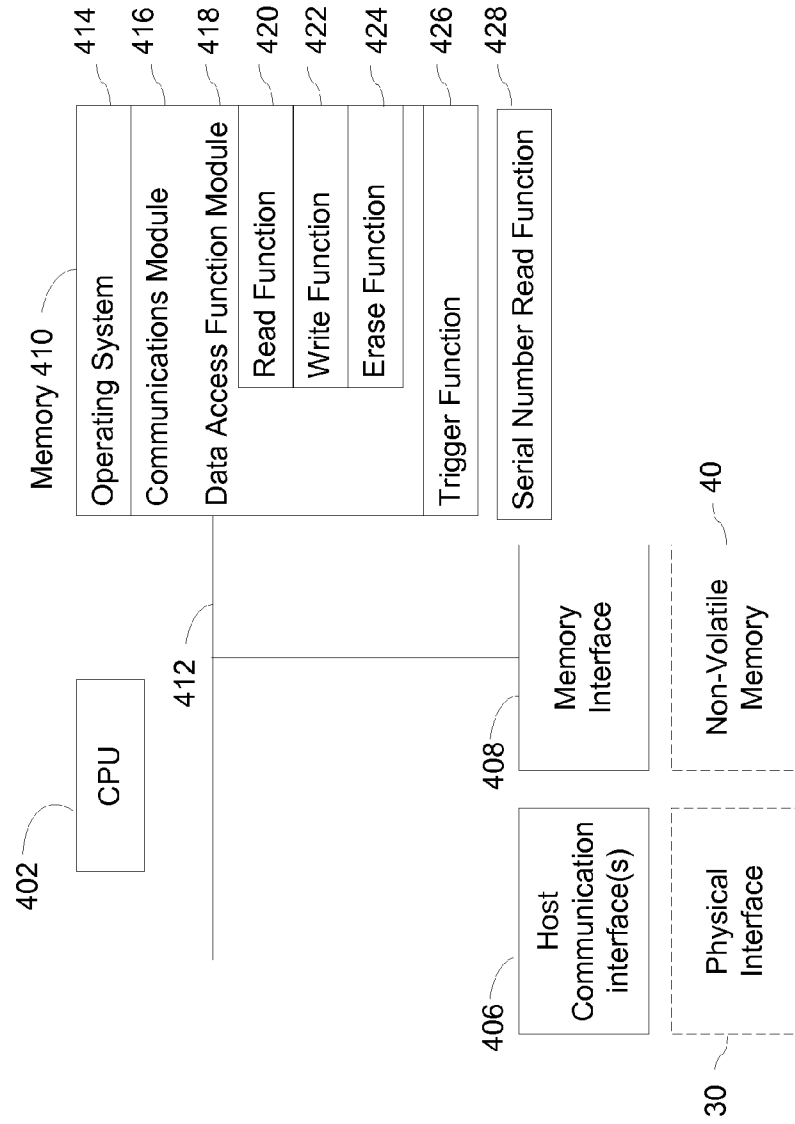 402
CPU
412
Memory 410
Operating System
414
Communications Module
416
Data Access Function Module
418
Read Function
420
Write Function
422
Erase Function
424
Trigger Function
426
Serial Number Read Function
428
406
Host
Communication
interface(s)
408
Memory
Interface
30
Physical
Interface
Non-Volatile
Memory
40